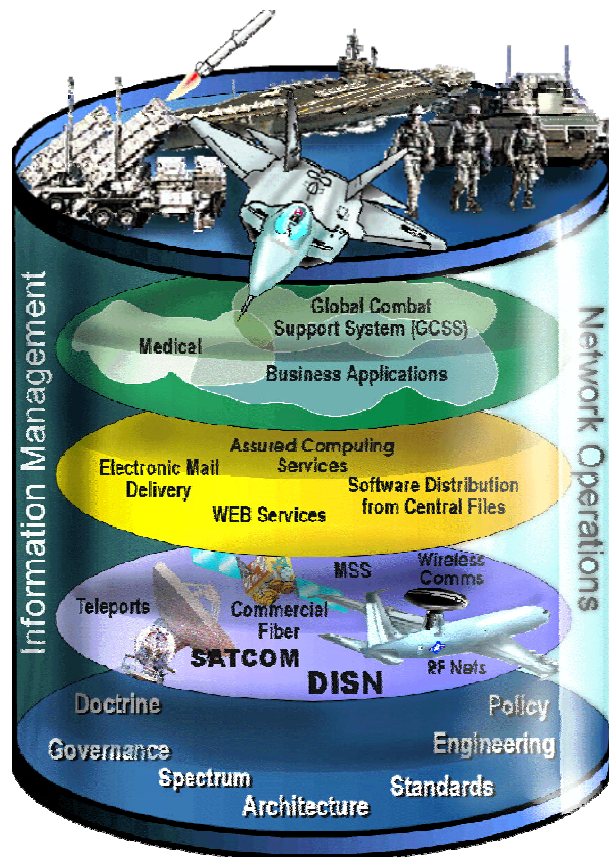 Information Management
Network Operations
Global Combat
Support System (GCSS)
Medical
Business Applications
Assured Computing
Services
Electronic Mail
Delivery
Software Distribution
from Central Files
WEB Services
MSS
Wireless
Comms
Teleports
Commercial
Fiber
SATCOM
RF Nets
DISN
Doctrine
Policy
Governance
Engineering
Spectrum
Standards
Architecture